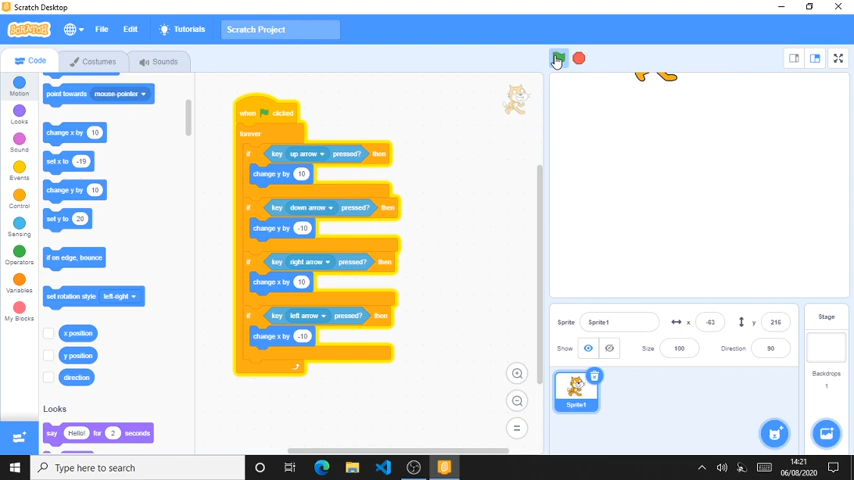 Scratch Desktop
SCRATCH
File
Edit
Tutorials
Scratch Project
Code
Costumes
Sounds
Motion
Looks
Sound
Events
Control
Sensing
Operators
Variables
My Blocks
point towards mouse-pointer
change x by 10
set x to -19
change y by 10
set y to 20
if on edge, bounce
set rotation style left-right
x position
y position
direction
Looks
say Hello! for 2 seconds
when clicked
forever
if key up arrow pressed? then
change y by 10
if key down arrow pressed? then
change y by -10
if key right arrow pressed? then
change x by 10
if key left arrow pressed? then
change x by -10
Sprite Sprite1 x -63 y 216
Show Size 100 Direction 90
Sprite1
Stage
Backdrops
1
Type here to search
14:21
06/08/2020